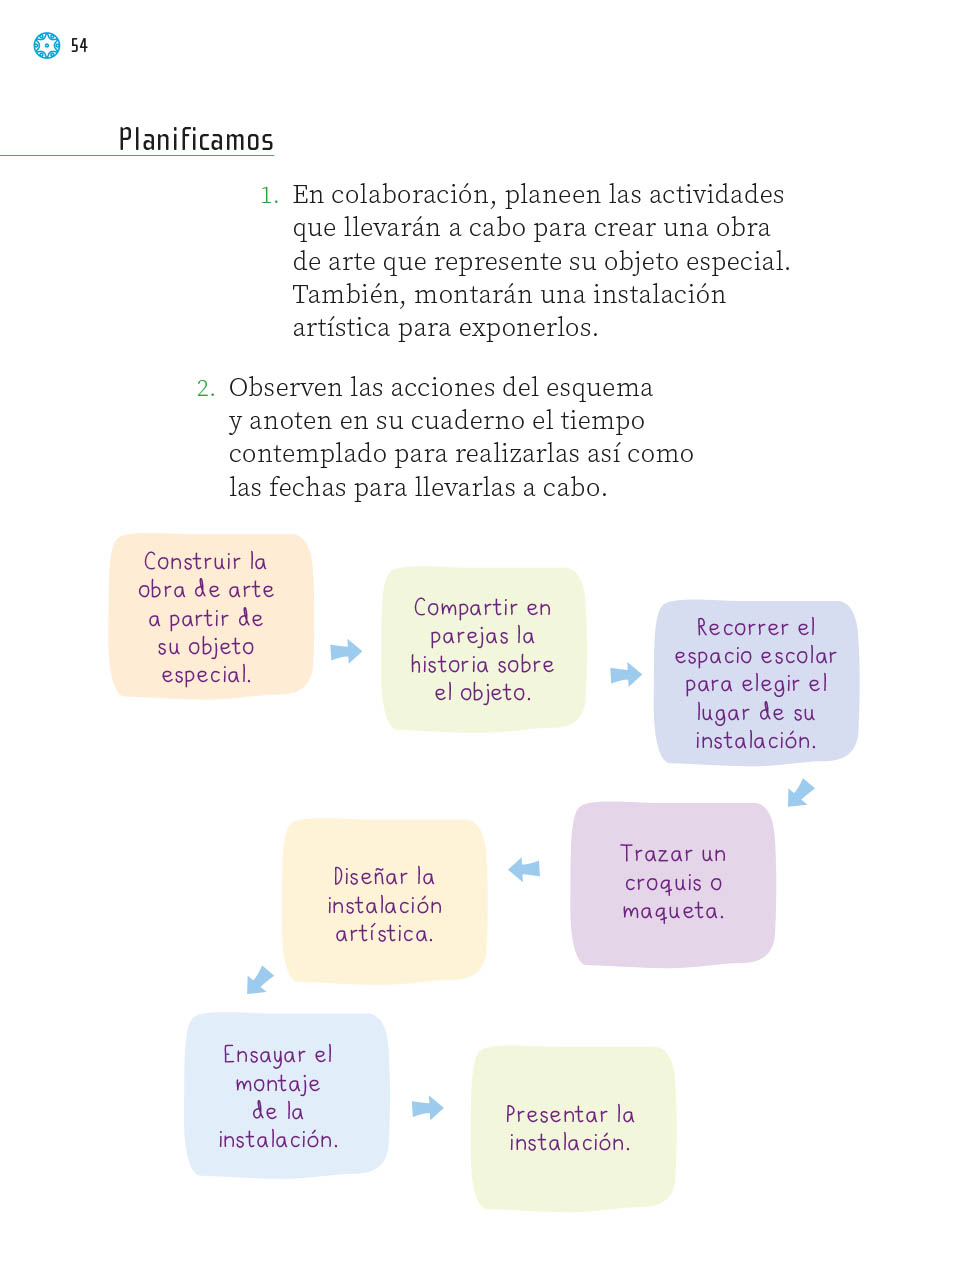 54
Planificamos
1. En colaboración, planeen las actividades
que llevarán a cabo para crear una obra
de arte que represente su objeto especial.
También, montarán una instalación
artística para exponerlos.
2. Observen las acciones del esquema
y anoten en su cuaderno el tiempo
contemplado para realizarlas así como
las fechas para llevarlas a cabo.
Construir la
obra de arte
a partir de
su objeto
especial.
Compartir en
parejas la
historia sobre
el objeto.
Recorrer el
espacio escolar
para elegir el
lugar de su
instalación.
Trazar un
croquis o
maqueta.
Diseñar la
instalación
artística.
Ensayar el
montaje
de la
instalación.
Presentar la
instalación.